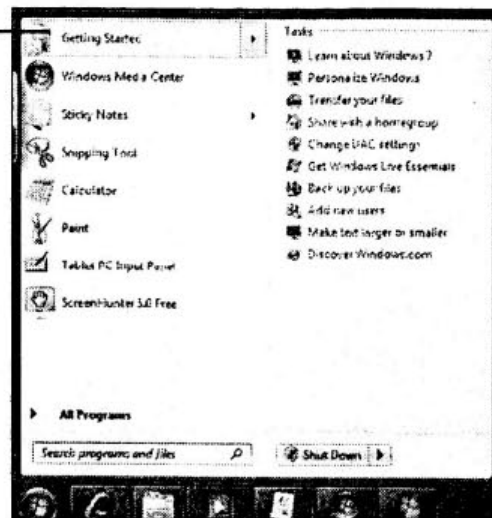 Getting Started
Windows Media Center
Sticky Notes
Snipping Tool
Calculator
Paint
Tablet PC Input Panel
ScreenHunter 5.0 Free
All Programs
Search programs and files
Tasks
Learn about Windows 7
Personalize Windows
Transfer your files
Share with a homegroup
Change UAC settings
Get Windows Live Essentials
Back up your files
Add new users
Make text larger or smaller
Discover Windows.com
Shut Down